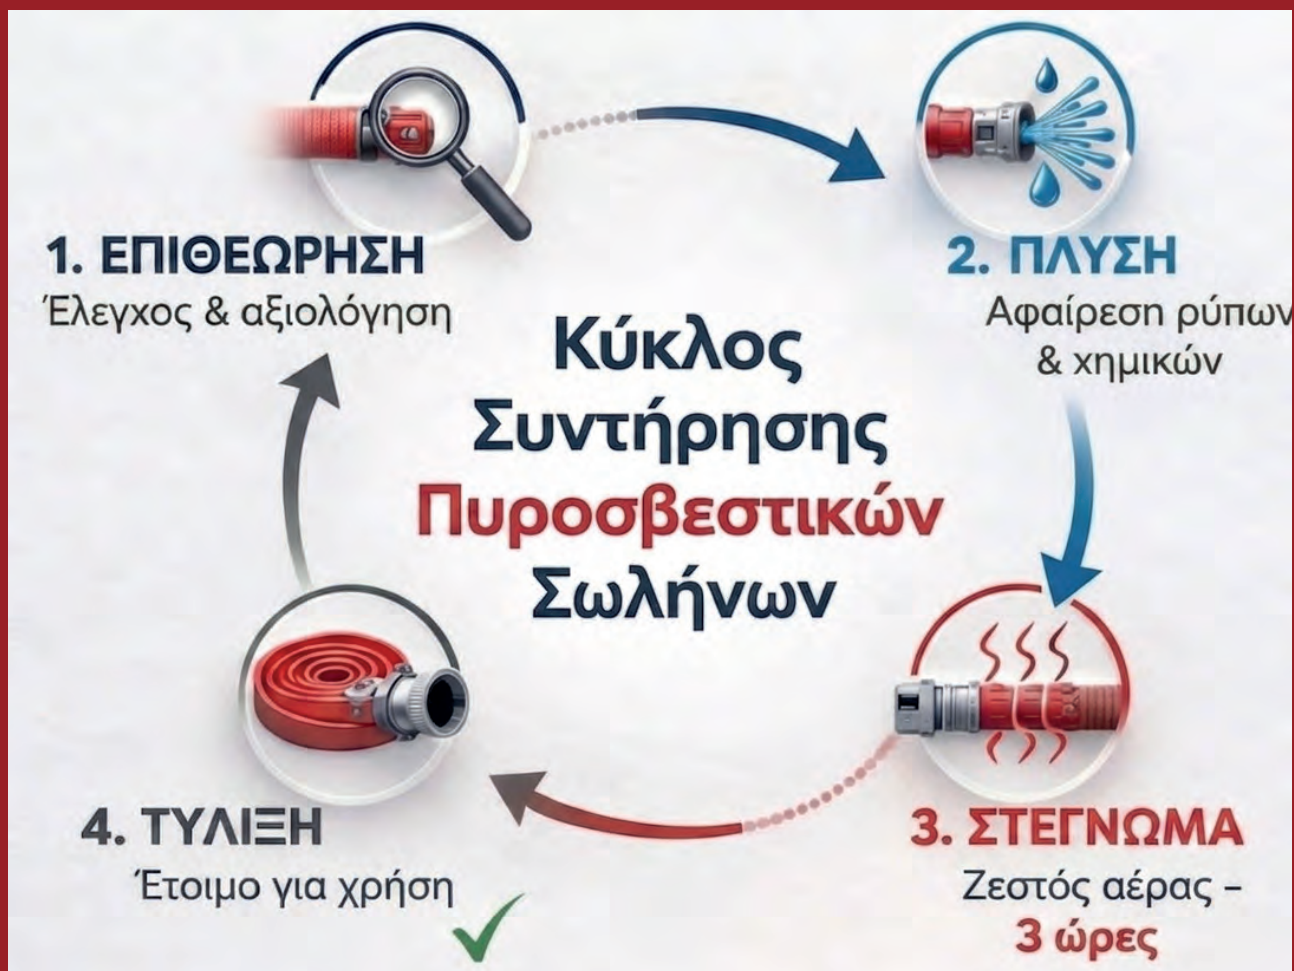 1. ΕΠΙΘΕΩΡΗΣΗ
Έλεγχος & αξιολόγηση
2. ΠΛΥΣΗ
Αφαίρεση ρύπων
& χημικών
Κύκλος
Συντήρησης
Πυροσβεστικών
Σωλήνων
3. ΣΤΕΓΝΩΜΑ
Ζεστός αέρας –
3 ώρες
4. ΤΥΛΙΞΗ
Έτοιμο για χρήση